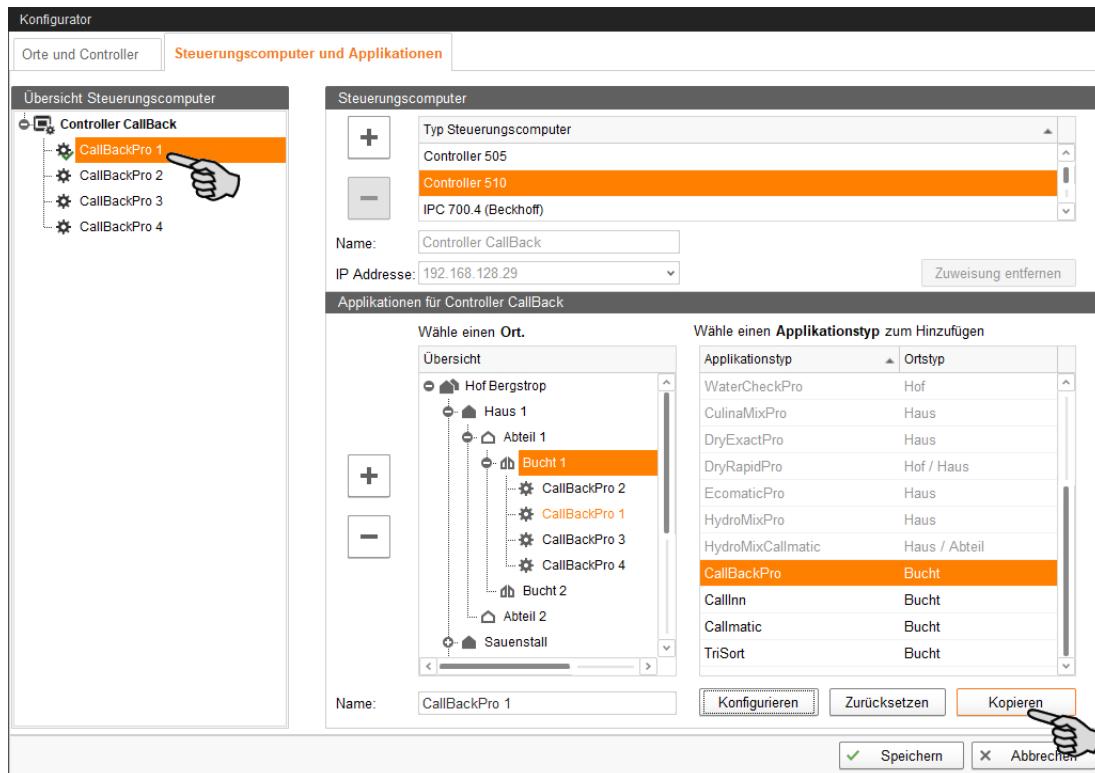 Konfigurator
Orte und Controller
Steuerungscomputer und Applikationen
Übersicht Steuerungscomputer
Controller CallBack
CallBackPro 1
CallBackPro 2
CallBackPro 3
CallBackPro 4
Steuerungscomputer
Typ Steuerungscomputer
Controller 505
Controller 510
IPC 700.4 (Beckhoff)
Name: Controller CallBack
IP Addresse: 192.168.128.29
Zuweisung entfernen
Applikationen für Controller CallBack
Wähle einen Ort.
Übersicht
Hof Bergstrop
Haus 1
Abteil 1
Bucht 1
CallBackPro 2
CallBackPro 1
CallBackPro 3
CallBackPro 4
Bucht 2
Abteil 2
Sauenstall
Name: CallBackPro 1
Wähle einen Applikationstyp zum Hinzufügen
Applikationstyp Ortstyp
WaterCheckPro Hof
CulinaMixPro Haus
DryExactPro Haus
DryRapidPro Hof / Haus
EcomaticPro Haus
HydroMixPro Haus
HydroMixCallmatic Haus / Abteil
CallBackPro Bucht
CallInn Bucht
Callmatic Bucht
TriSort Bucht
Konfigurieren Zurücksetzen Kopieren
Speichern Abbrechen